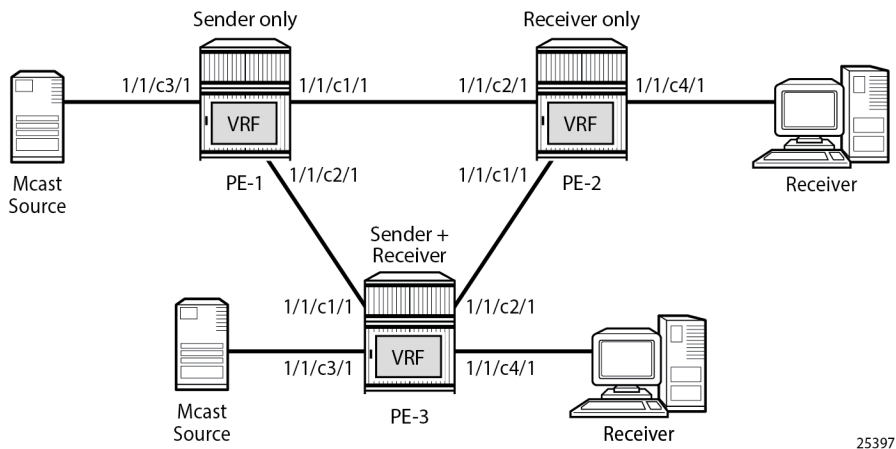 Sender only
Receiver only
1/1/c3/1
1/1/c1/1
1/1/c2/1
1/1/c4/1
VRF
VRF
Mcast
Source
PE-1
1/1/c2/1
1/1/c1/1
PE-2
Receiver
Sender +
Receiver
1/1/c1/1
1/1/c2/1
VRF
1/1/c3/1
1/1/c4/1
Mcast
Source
PE-3
Receiver
25397